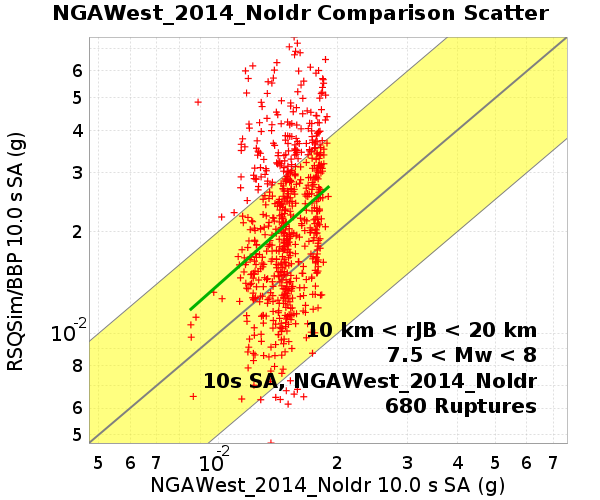 NGAWest_2014_NoIdr Comparison Scatter
RSQSim/BBP 10.0 s SA (g)
6
5
4
3
2
10-2
8
7
6
5
10 km < rJB < 20 km
7.5 < Mw < 8
10s SA, NGAWest_2014_NoIdr
680 Ruptures
5 6 7 10-2 2 3 4 5 6 7
NGAWest_2014_NoIdr 10.0 s SA (g)